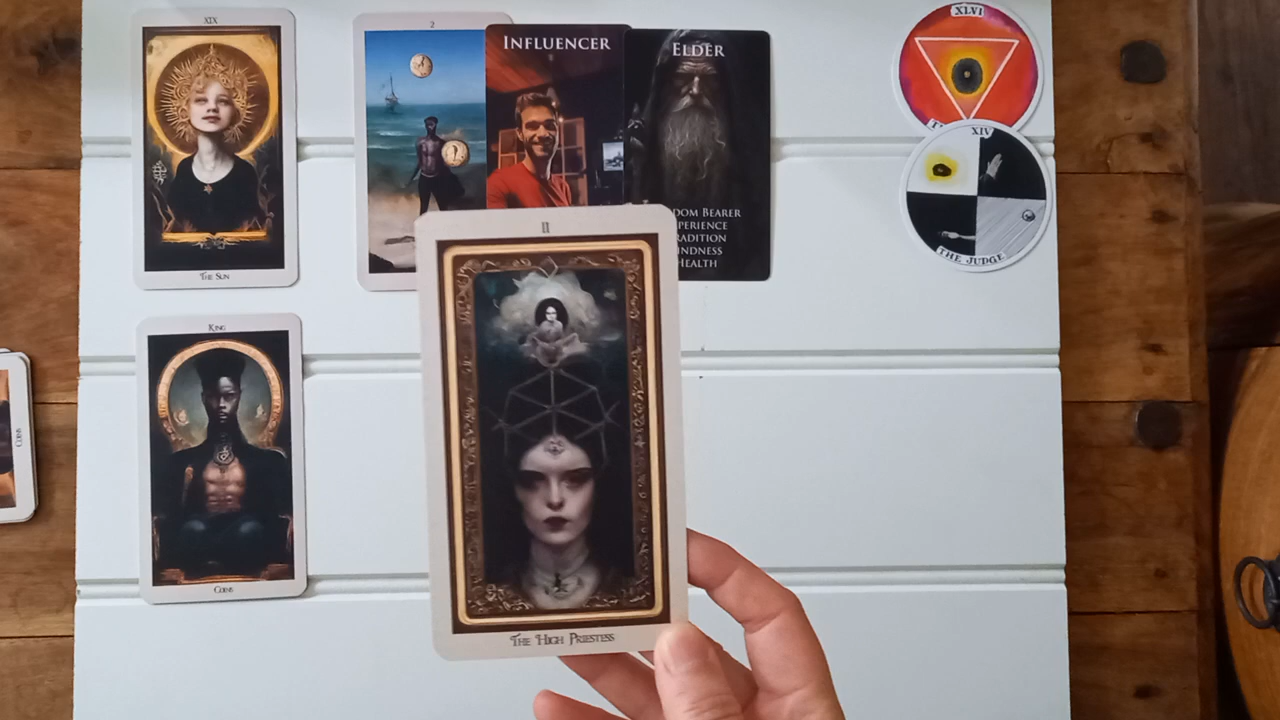 XIX
THE SUN
2
INFLUENCER
ELDER
DOM BEARER
PERIENCE
RADITION
INDNESS
HEALTH
XLVI
XIV
THE JUDGE
KING
COINS
II
THE HIGH PRIESTESS
COINS